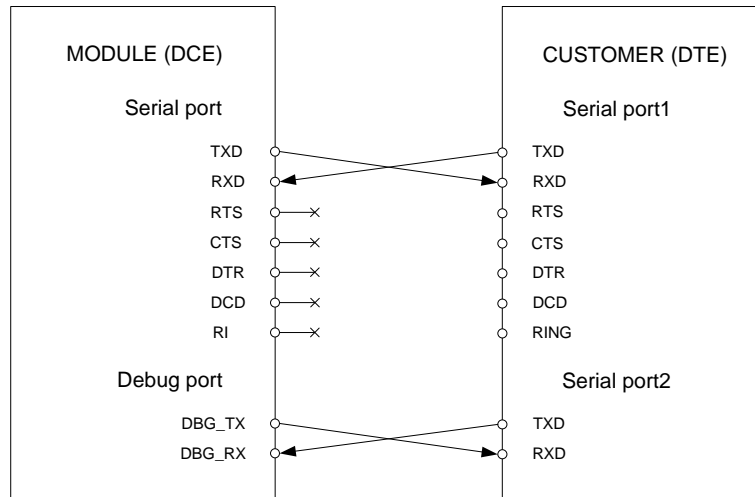 MODULE (DCE)
Serial port
TXD
RXD
RTS
CTS
DTR
DCD
RI
Debug port
DBG_TX
DBG_RX
CUSTOMER (DTE)
Serial port1
TXD
RXD
RTS
CTS
DTR
DCD
RING
Serial port2
TXD
RXD